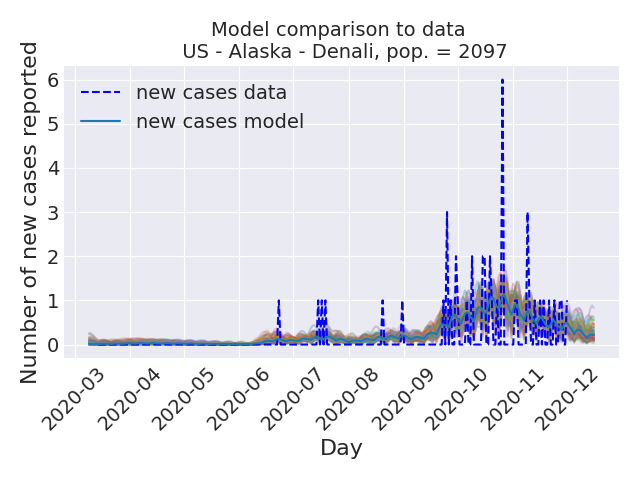 Model comparison to data
US - Alaska - Denali, pop. = 2097
Number of new cases reported
6
5
4
3
2
1
0
new cases data
new cases model
2020-03
2020-04
2020-05
2020-06
2020-07
2020-08
2020-09
2020-10
2020-11
2020-12
Day